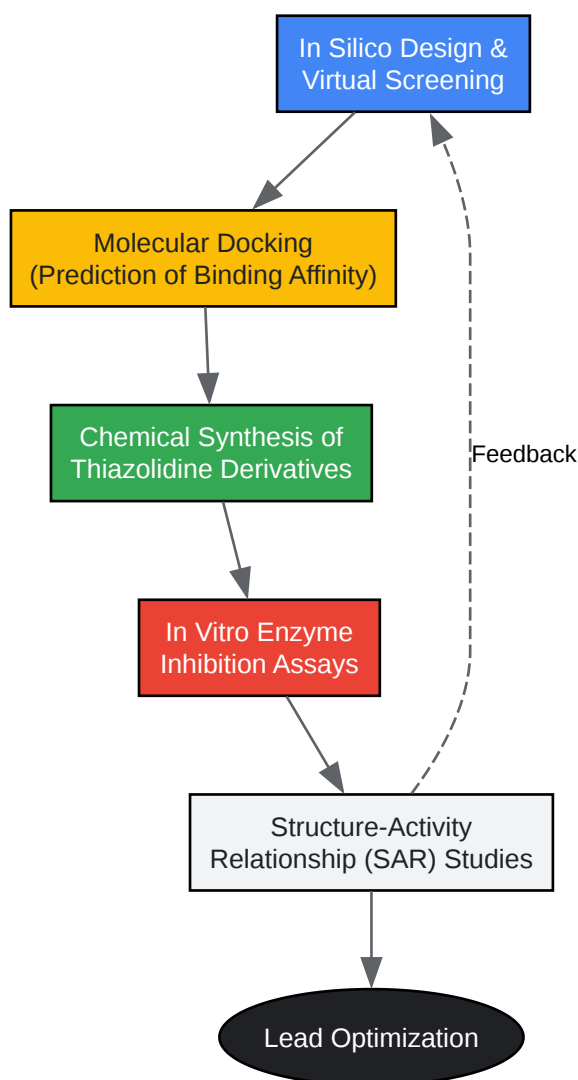 In Silico Design &
Virtual Screening
Molecular Docking
(Prediction of Binding Affinity)
Chemical Synthesis of
Thiazolidine Derivatives
Feedback
In Vitro Enzyme
Inhibition Assays
Structure-Activity
Relationship (SAR) Studies
Lead Optimization